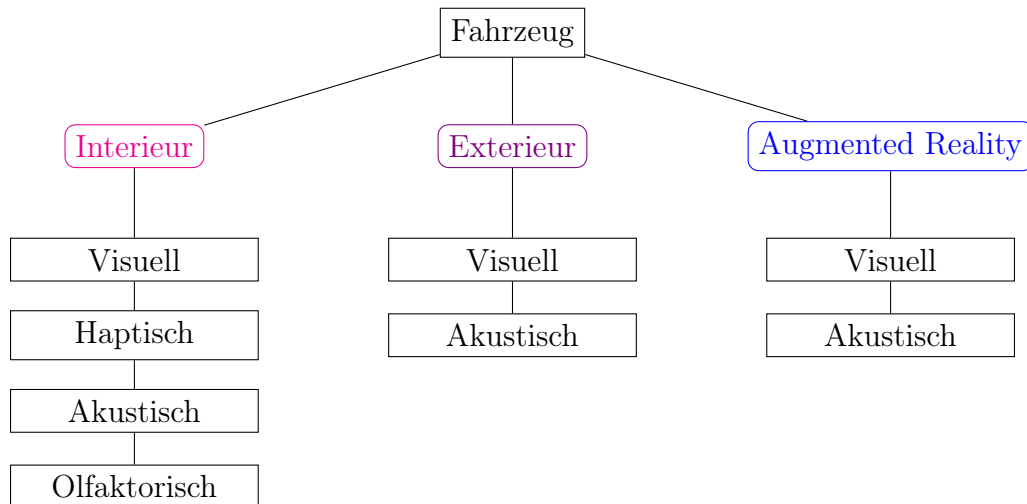 Fahrzeug
Interieur
Exterieur
Augmented Reality
Visuell
Visuell
Visuell
Haptisch
Akustisch
Akustisch
Akustisch
Olfaktorisch